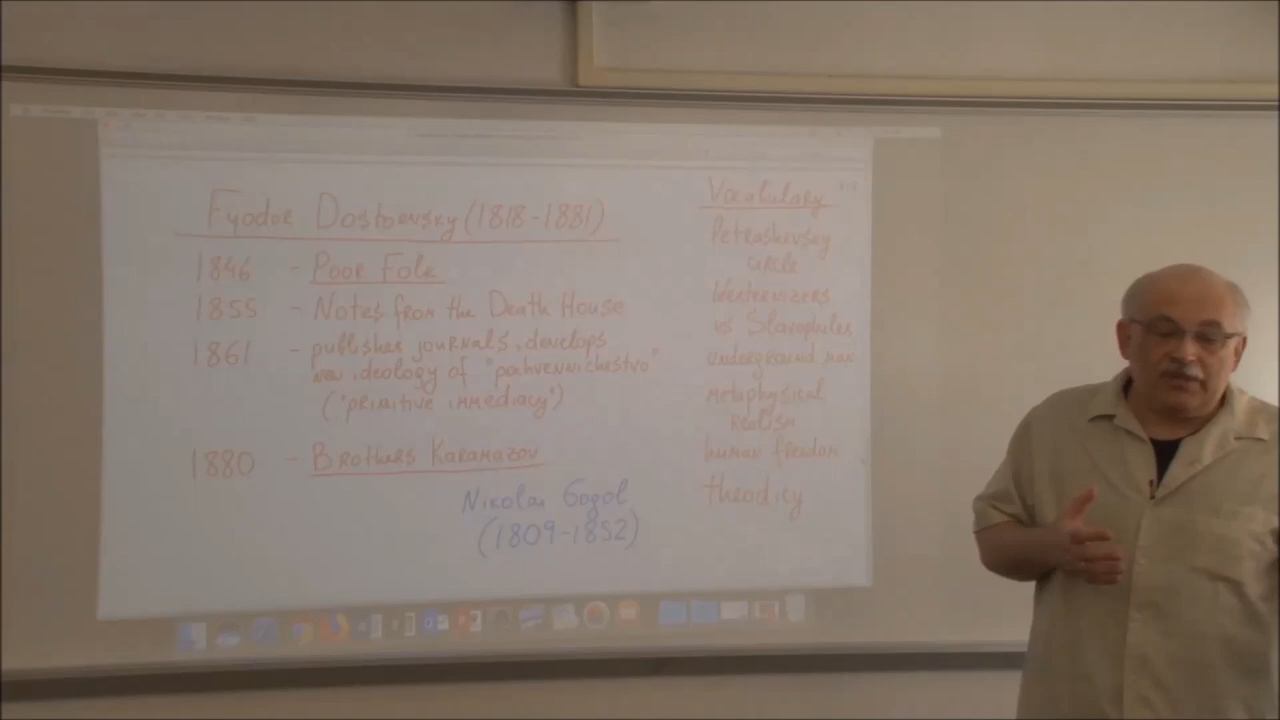 Fyodor Dostoevsky (1818-1881)
1846 - Poor Folk
1855 - Notes from the Death House
1861 - publishes journals, develops
new ideology of "pochvennichestvo"
("primitive immediacy")
1880 - Brothers Karamazov
Nikolai Gogol
(1809-1852)
Vocabulary
Petrashevsky
circle
Westernizers
vs Slavophiles
underground man
metaphysical
realism
human freedom
theodicy